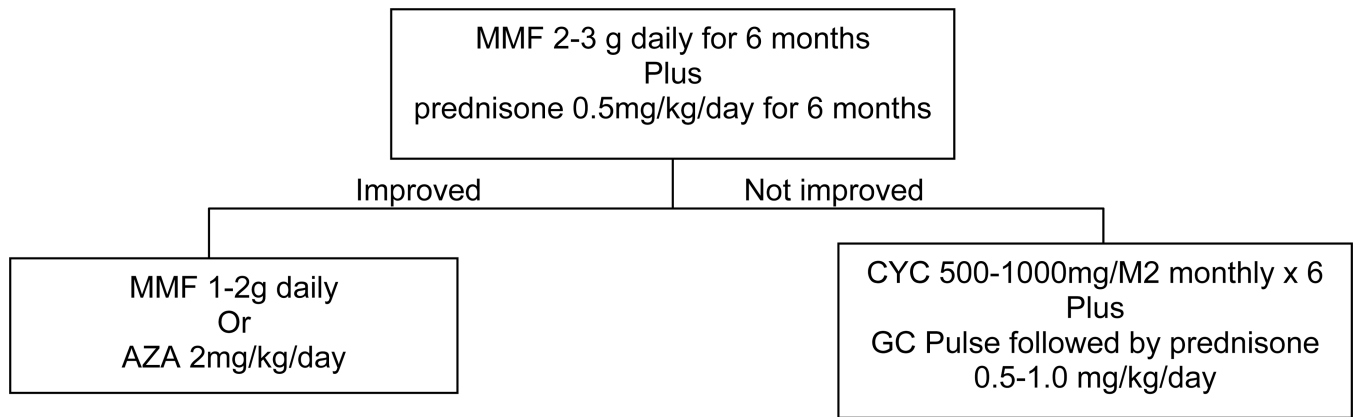 MMF 2-3 g daily for 6 months
Plus
prednisone 0.5mg/kg/day for 6 months
Improved
Not improved
MMF 1-2g daily
Or
AZA 2mg/kg/day
CYC 500-1000mg/M2 monthly x 6
Plus
GC Pulse followed by prednisone
0.5-1.0 mg/kg/day